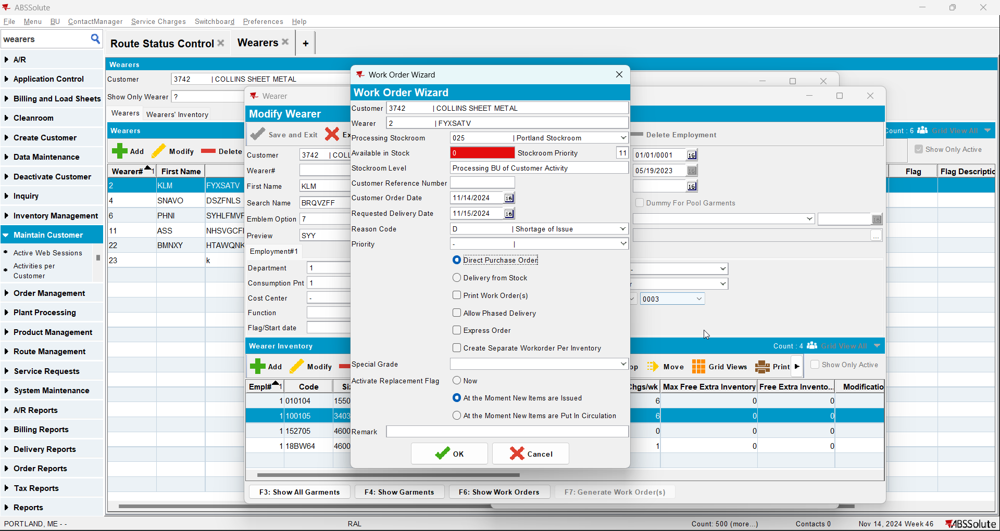 ABSSolute
File Menu BU ContactManager Service Charges Switchboard Preferences Help
wearers
Route Status Control
Wearers
+
A/R
Application Control
Billing and Load Sheets
Cleanroom
Create Customer
Data Maintenance
Deactivate Customer
Inquiry
Inventory Management
Maintain Customer
Active Web Sessions
Activities per
Customer
Order Management
Plant Processing
Product Management
Route Management
Service Requests
System Maintenance
A/R Reports
Billing Reports
Delivery Reports
Order Reports
Tax Reports
Reports
Wearers
Customer 3742 | COLLINS SHEET METAL
Show Only Wearer ?
Wearers Wearers' Inventory
Wearers
Count : 6 Grid View All
Add Modify Delete
Show Only Active
Wearer# 1 First Name Flag Descriptio
Flag
2 KLM FYXSATV
4 SNAVO DSZFNLS
6 PHNI SYHLFMVF
11 ASS NHSVGCFI
22 BMNXY HTAWQNK
23 k
Wearer
Modify Wearer
Save and Exit Ex
Delete Employment
Customer 3742 | COLL
Wearer#
First Name KLM
Search Name BRQVZFF
Emblem Option 7
Preview SYY
01/01/0001
05/19/2023
Dummy For Pool Garments
...
Employment#1
Department 1
Consumption Pnt 1
Cost Center -
Function
Flag/Start date
-
r
0003
Wearer Inventory
Count : 4 Grid View All
Add Modify
op Move Grid Views Print
Show Only Active
Empl# 1 Code Siz
Chgs/wk Max Free Extra Inventory Free Extra Invento... Modificatio
1 010104 1550 6 0 0
1 100105 3403 6 0 0
1 152705 4600 0 0 0
1 18BW64 4600 1 0 0
F3: Show All Garments F4: Show Garments F6: Show Work Orders F7: Generate Work Order(s)
Work Order Wizard
Work Order Wizard
Customer 3742 | COLLINS SHEET METAL
Wearer 2 | FYXSATV
Processing Stockroom 025 | Portland Stockroom
Available in Stock 0 Stockroom Priority 11
Stockroom Level Processing BU of Customer Activity
Customer Reference Number
Customer Order Date 11/14/2024
Requested Delivery Date 11/15/2024
Reason Code D | Shortage of Issue
Priority - |
Direct Purchase Order
Delivery from Stock
Print Work Order(s)
Allow Phased Delivery
Express Order
Create Separate Workorder Per Inventory
Special Grade
Activate Replacement Flag Now
At the Moment New Items are Issued
At the Moment New Items are Put In Circulation
Remark
OK Cancel
PORTLAND, ME - - RAL Count: 500 (more...) Contacts 0 Nov 14, 2024 Week 46 ABSSolute